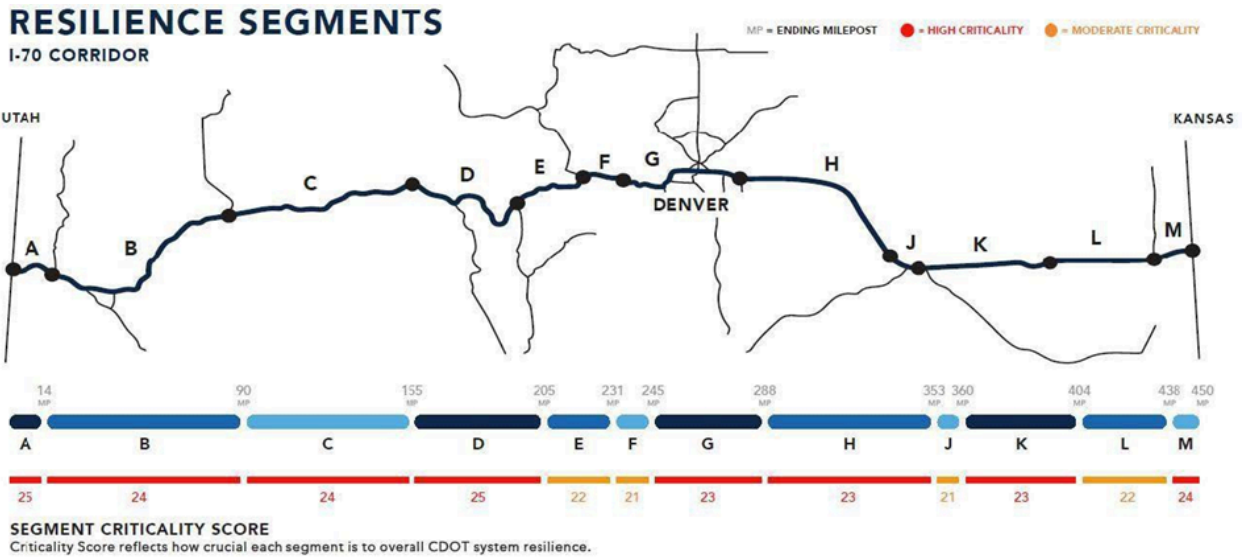 RESILIENCE SEGMENTS
I-70 CORRIDOR
MP = ENDING MILEPOST = HIGH CRITICALITY = MODERATE CRITICALITY
UTAH
KANSAS
A B C D E F G H J K L M
DENVER
14 90 155 205 231 245 288 353 360 404 438 450
MP MP MP MP MP MP MP MP MP MP MP MP
A B C D E F G H J K L M
25 24 24 25 22 21 23 23 21 23 22 24
SEGMENT CRITICALITY SCORE
Criticality Score reflects how crucial each segment is to overall CDOT system resilience.